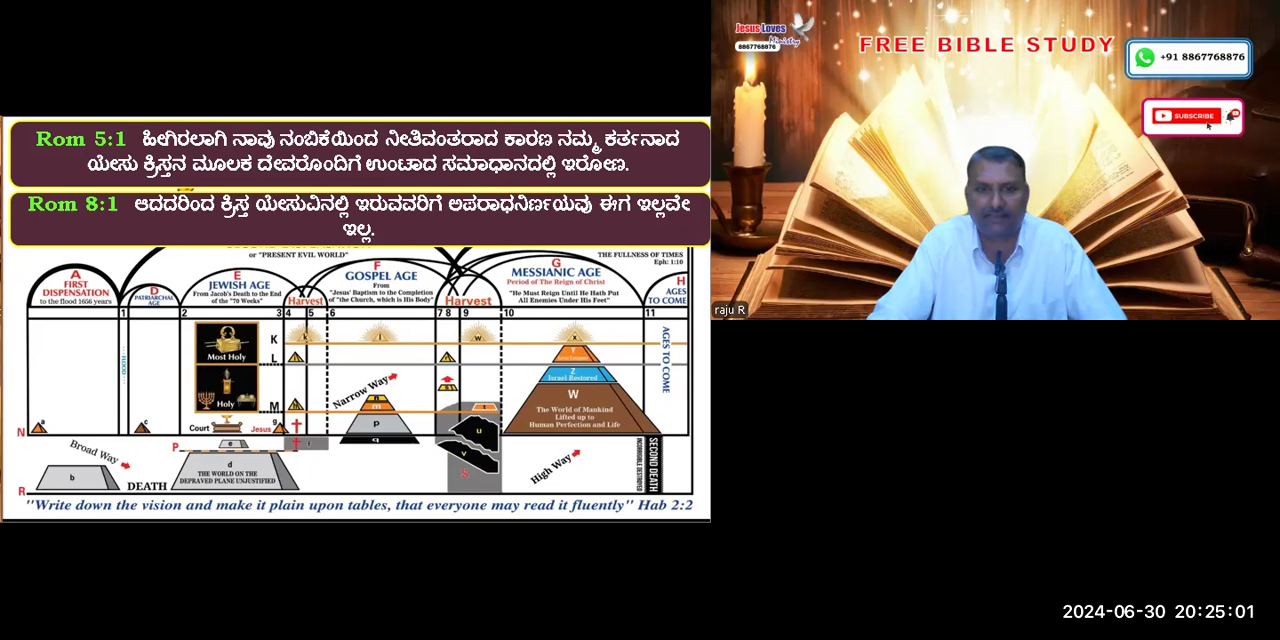 Rom 5:1 ಹೀಗಿರಲಾಗಿ ನಾವು ನಂಬಿಕೆಯಿಂದ ನೀತಿವಂತರಾದ ಕಾರಣ ನಮ್ಮ ಕರ್ತನಾದ
ಯೇಸು ಕ್ರಿಸ್ತನ ಮೂಲಕ ದೇವರೊಂದಿಗೆ ಉಂಟಾದ ಸಮಾಧಾನದಲ್ಲಿ ಇರೋಣ.
Rom 8:1 ಆದದರಿಂದ ಕ್ರಿಸ್ತ ಯೇಸುವಿನಲ್ಲಿ ಇರುವವರಿಗೆ ಅಪರಾಧನಿರ್ಣಯವು ಈಗ ಇಲ್ಲವೇ
ಇಲ್ಲ.
or "PRESENT EVIL WORLD"
THE FULLNESS OF TIMES
Eph: 1:10
A
FIRST
DISPENSATION
to the flood 1656 years
D
PATRIARCHAL
AGE
E
JEWISH AGE
From Jacob's Death to the End
of the "70 Weeks"
Harvest
F
GOSPEL AGE
From
"Jesus' Baptism to the Completion
of "the Church, which is His Body"
Harvest
G
MESSIANIC AGE
Period of The Reign of Christ
"He Must Reign Until He Hath Put
All Enemies Under His Feet"
H
AGES
TO COME
1 2 3 4 5 6 7 8 9 10 11
FLOOD
Most Holy
Holy
Court
Jesus
K
L
M
N
P
R
a
b
c
d
e
g
k
l
w
x
n
m
p
q
t
u
v
s
THE WORLD ON THE
DEPRAVED PLANE UNJUSTIFIED
Broad Way
DEATH
Narrow Way
High Way
Z
Israel Restored
W
The World of Mankind
Lifted up to
Human Perfection and Life
AGES TO COME
SECOND DEATH
"Write down the vision and make it plain upon tables, that everyone may read it fluently" Hab 2:2
Jesus Loves
Ministry
8867768876
FREE BIBLE STUDY
+91 8867768876
SUBSCRIBE
raju R
2024-06-30 20:25:01